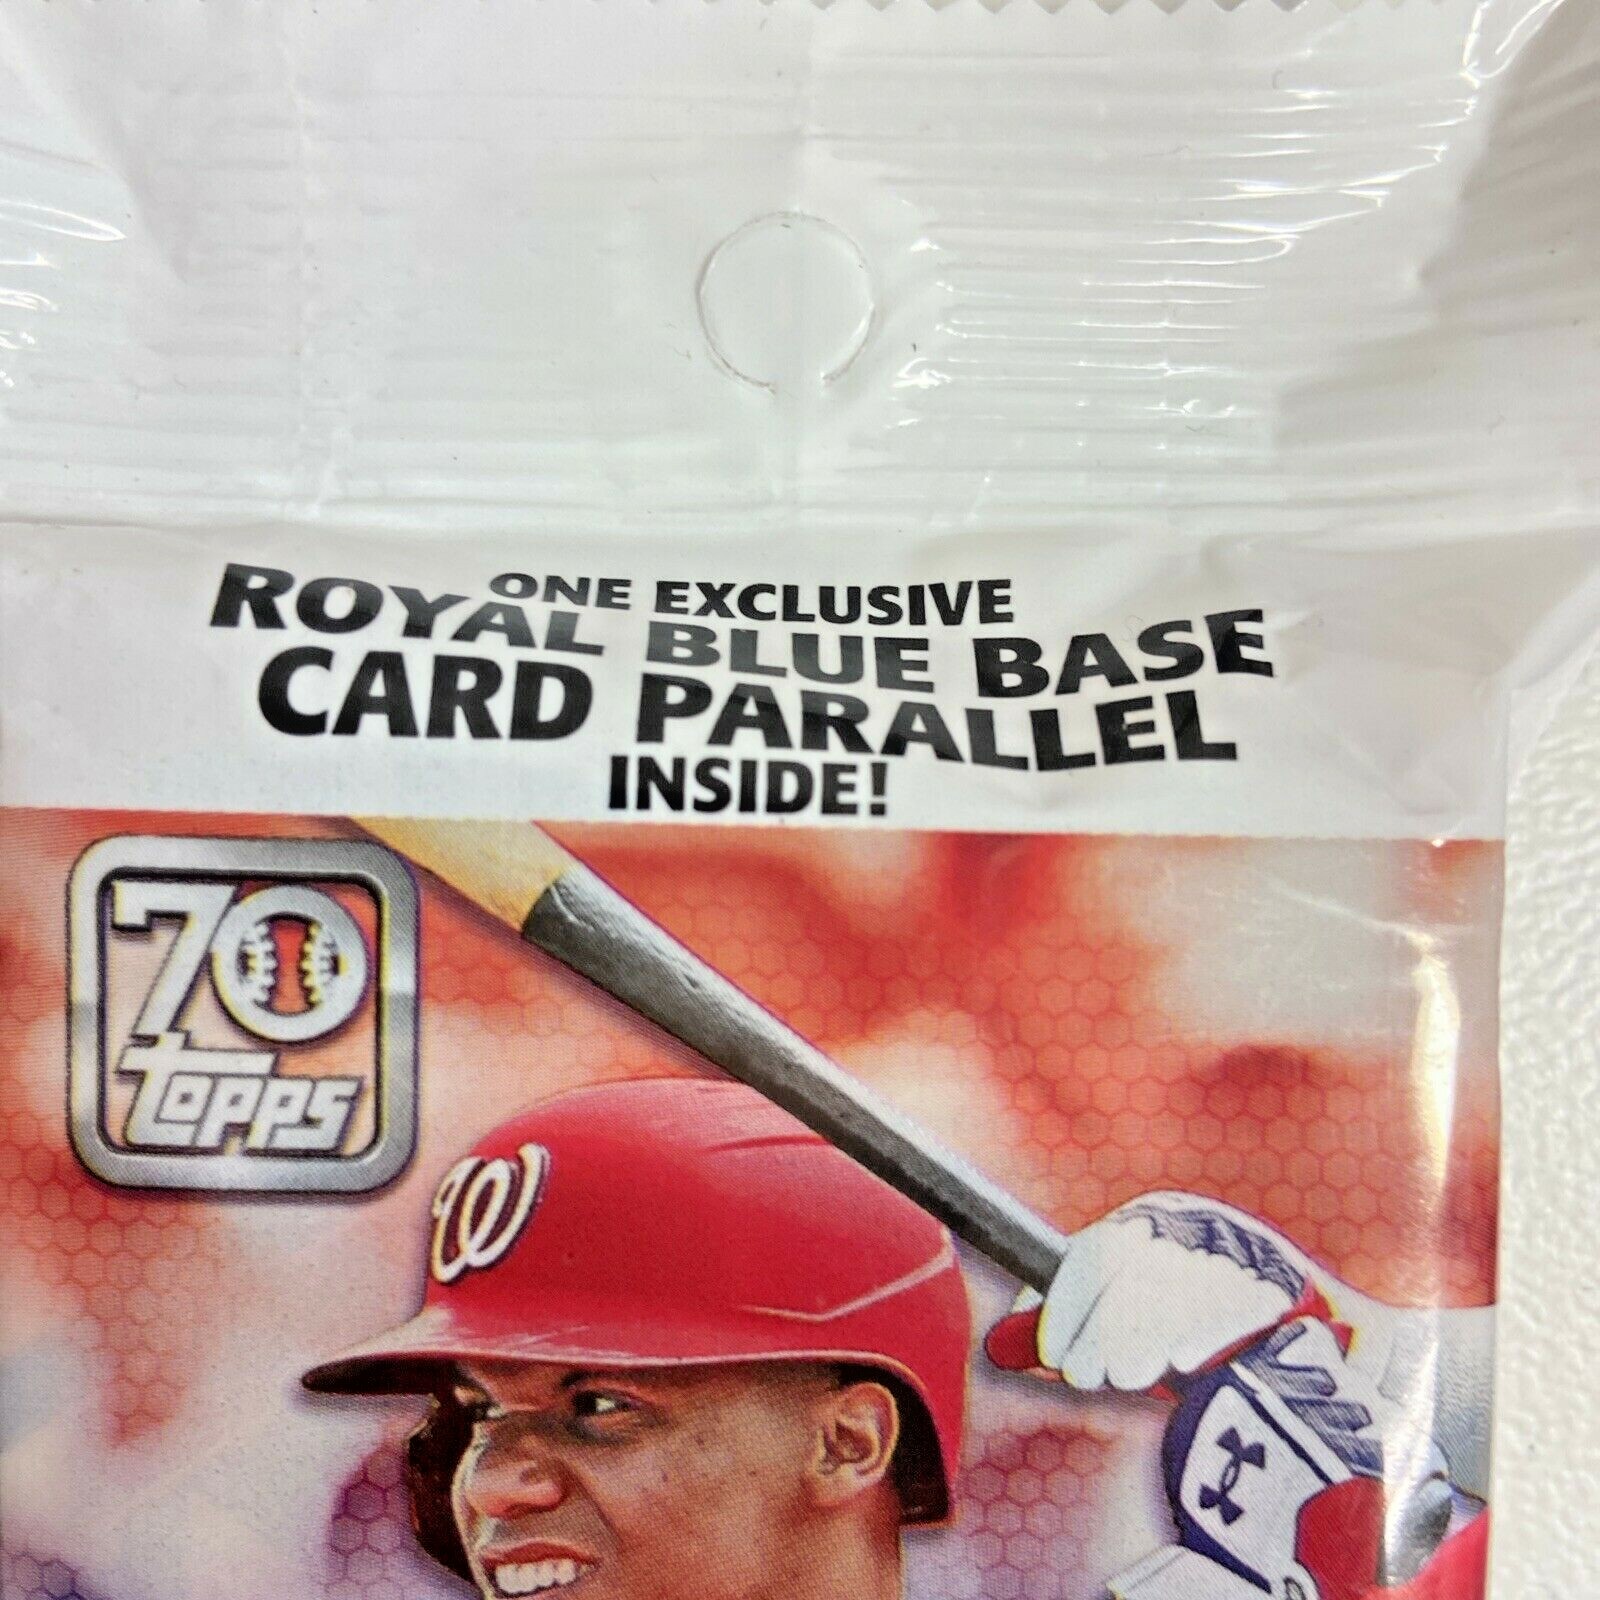 ONE EXCLUSIVE
ROYAL BLUE BASE
CARD PARALLEL
INSIDE!
70
topps
W